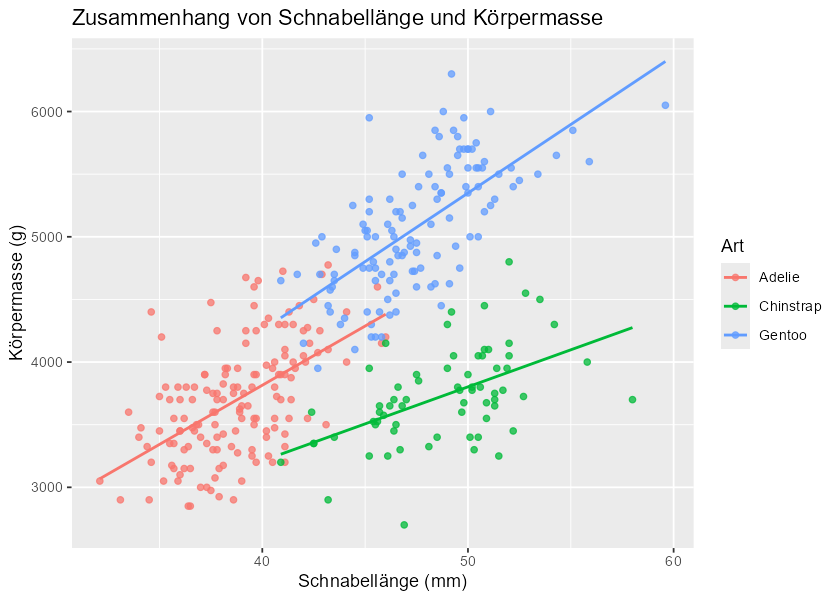 Zusammenhang von Schnabellänge und Körpermasse
Körpermasse (g)
6000
5000
4000
3000
40
50
60
Schnabellänge (mm)
Art
Adelie
Chinstrap
Gentoo